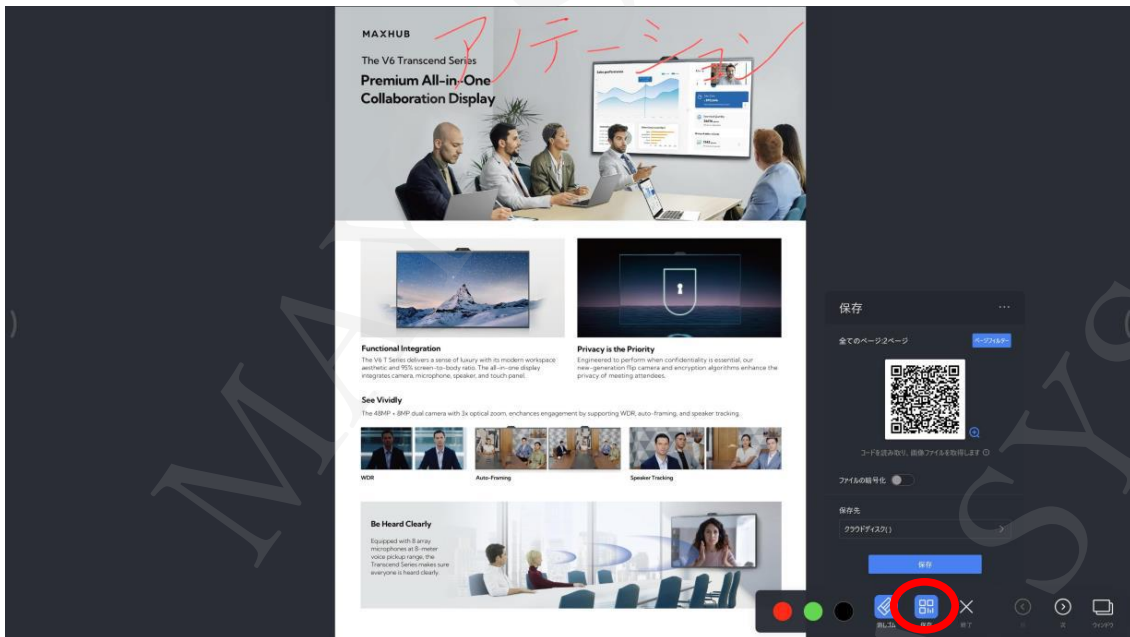 MAXHUB
アノテーション
The V6 Transcend Series
Premium All-in-One
Collaboration Display
Functional Integration
The V6 T Series delivers a sense of luxury with its modern workspace
aesthetic and 95% screen-to-body ratio. The all-in-one display
integrates camera, microphone, speaker, and touch panel.
Privacy is the Priority
Engineered to perform when confidentiality is essential, our
new-generation flip camera and encryption algorithms enhance the
privacy of meeting attendees.
See Vividly
The 48MP + 8MP dual camera with 3x optical zoom, enchances engagement by supporting WDR, auto-framing, and speaker tracking.
WDR
Auto-Framing
Speaker Tracking
Be Heard Clearly
Equipped with 8 array
microphones at 8-meter
voice pickup range, the
Transcend Series makes sure
everyone is heard clearly.
保存
全てのページ:2ページ
ページフィルター
コードを読み取り、画像ファイルを取得します
ファイルの暗号化
保存先
クラウドディスク()
保存
消しゴム
保存
終了
次
ウィンドウ
MAX
SYS